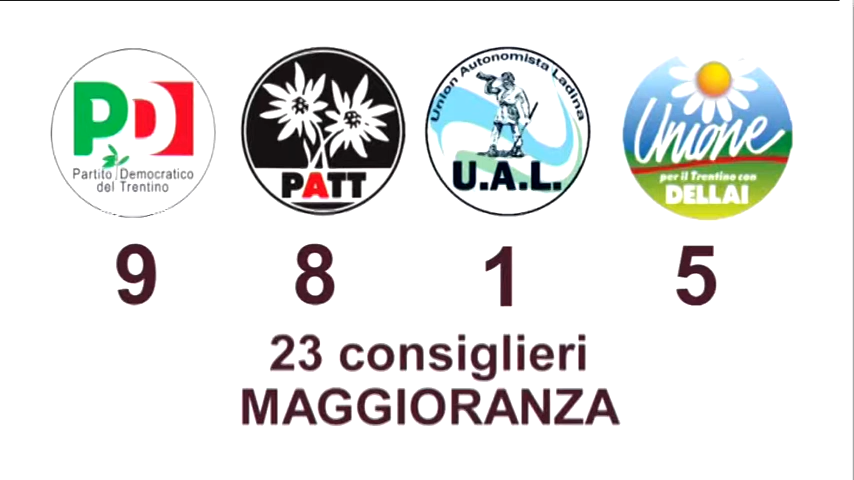 PD
Partito Democratico
del Trentino
PATT
Union Autonomista Ladina
U.A.L.
Unione
per il Trentino con
DELLAI
9 8 1 5
23 consiglieri
MAGGIORANZA